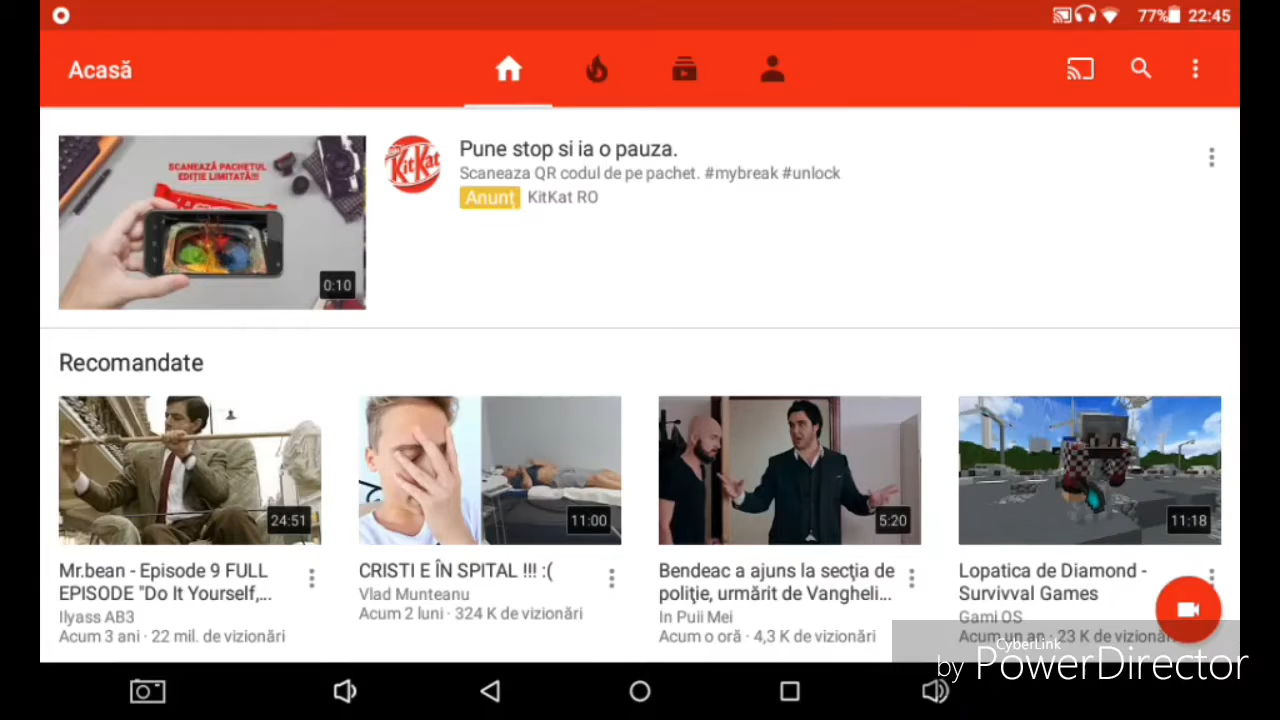 77% 22:45
Acasă
SCANEAZĂ PACHETUL
EDIȚIE LIMITATĂ!!!
0:10
KitKat
Pune stop si ia o pauza.
Scaneaza QR codul de pe pachet. #mybreak #unlock
Anunț KitKat RO
Recomandate
24:51
11:00
5:20
11:18
Mr.bean - Episode 9 FULL
EPISODE "Do It Yourself,...
Ilyass AB3
Acum 3 ani · 22 mil. de vizionări
CRISTI E ÎN SPITAL !!! :(
Vlad Munteanu
Acum 2 luni · 324 K de vizionări
Bendeac a ajuns la secția de
poliție, urmărit de Vangheli...
In Puii Mei
Acum o oră · 4,3 K de vizionări
Lopatica de Diamond -
Survivval Games
Gami OS
Acum un an · 23 K de vizionări
CyberLink
by PowerDirector